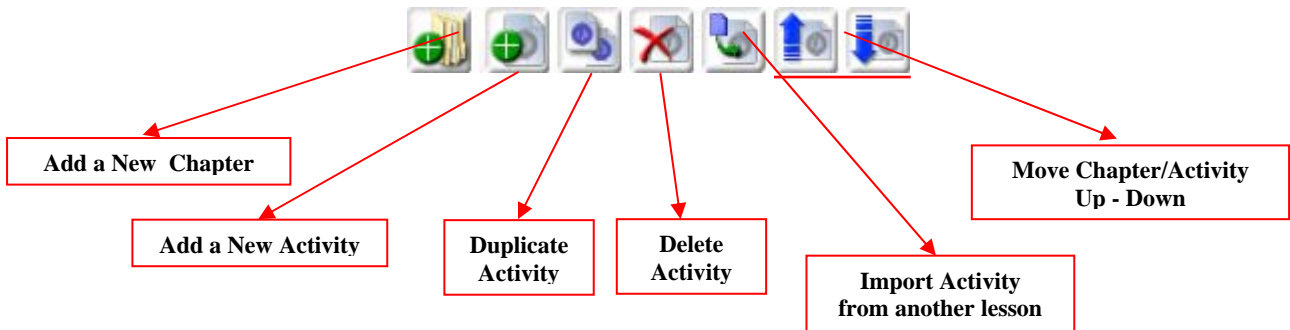 Add a New Chapter
Move Chapter/Activity
Up - Down
Add a New Activity
Duplicate
Activity
Delete
Activity
Import Activity
from another lesson